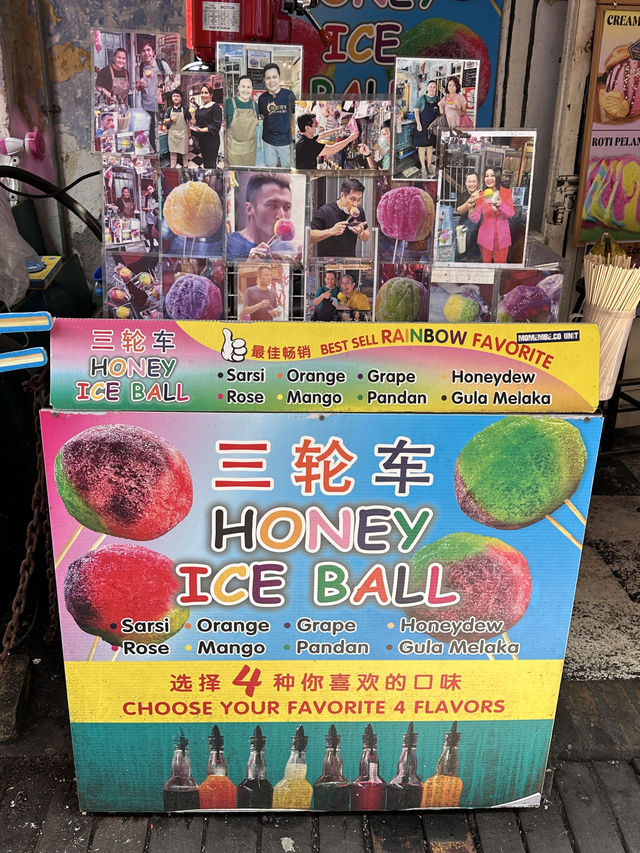 ICE
BALL
CREAM
ROTI PELAN
三轮车
HONEY
ICE BALL
最佳畅销
BEST SELL RAINBOW FAVORITE
•Sarsi •Orange •Grape Honeydew
•Rose •Mango •Pandan •Gula Melaka
三轮车
HONEY
ICE BALL
•Sarsi •Orange •Grape •Honeydew
•Rose •Mango •Pandan •Gula Melaka
选择 4 种你喜欢的口味
CHOOSE YOUR FAVORITE 4 FLAVORS